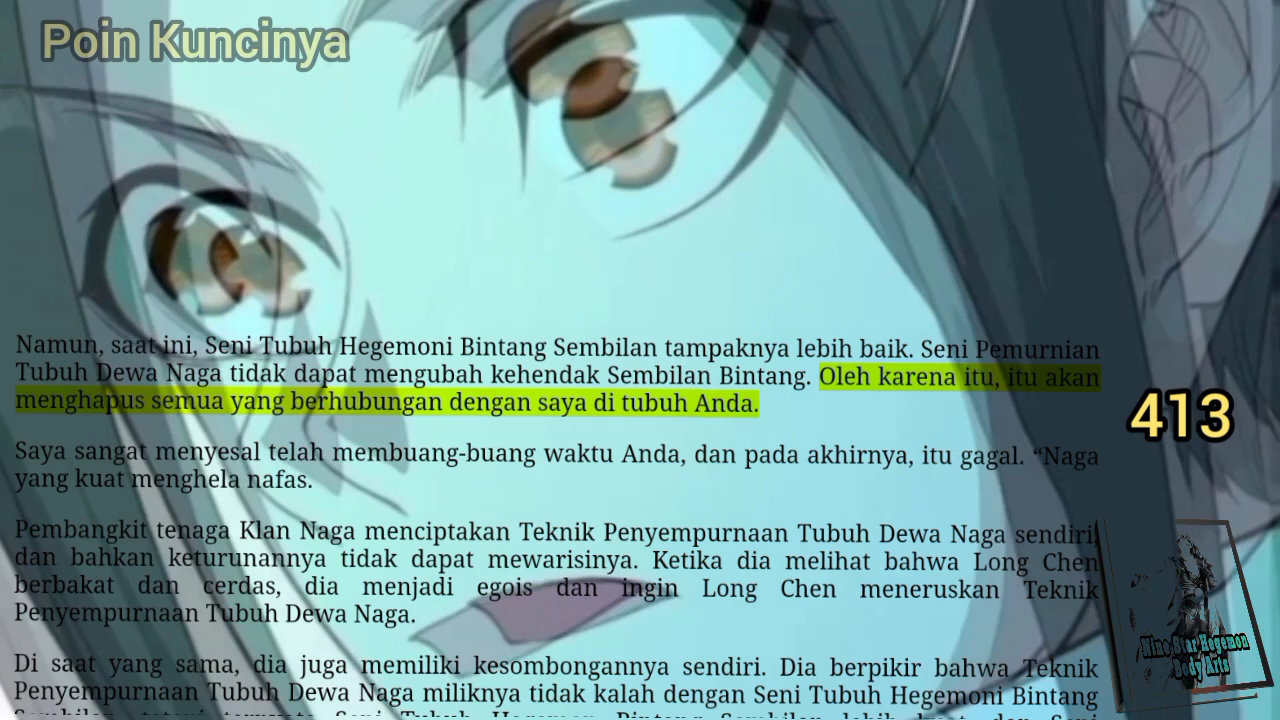 Poin Kuncinya
Namun, saat ini, Seni Tubuh Hegemoni Bintang Sembilan tampaknya lebih baik. Seni Pemurnian
Tubuh Dewa Naga tidak dapat mengubah kehendak Sembilan Bintang. Oleh karena itu, itu akan
menghapus semua yang berhubungan dengan saya di tubuh Anda.
413
Saya sangat menyesal telah membuang-buang waktu Anda, dan pada akhirnya, itu gagal. “Naga
yang kuat menghela nafas.
Pembangkit tenaga Klan Naga menciptakan Teknik Penyempurnaan Tubuh Dewa Naga sendiri,
dan bahkan keturunannya tidak dapat mewarisinya. Ketika dia melihat bahwa Long Chen
berbakat dan cerdas, dia menjadi egois dan ingin Long Chen meneruskan Teknik
Penyempurnaan Tubuh Dewa Naga.
Nine Star Hegemon
Body Arts
Di saat yang sama, dia juga memiliki kesombongannya sendiri. Dia berpikir bahwa Teknik
Penyempurnaan Tubuh Dewa Naga miliknya tidak kalah dengan Seni Tubuh Hegemoni Bintang